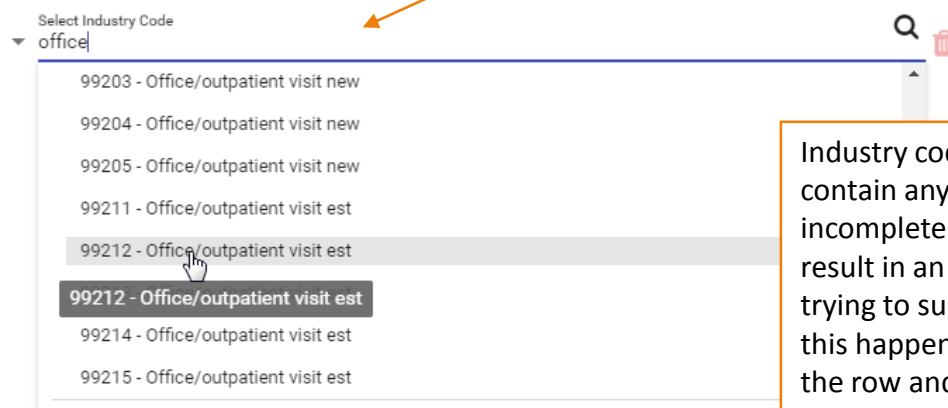 Select Industry Code
office
99203 - Office/outpatient visit new
99204 - Office/outpatient visit new
99205 - Office/outpatient visit new
99211 - Office/outpatient visit est
99212 - Office/outpatient visit est
99212 - Office/outpatient visit est
99214 - Office/outpatient visit est
99215 - Office/outpatient visit est
Industry co
contain any
incomplete
result in an
trying to su
this happen
the row and